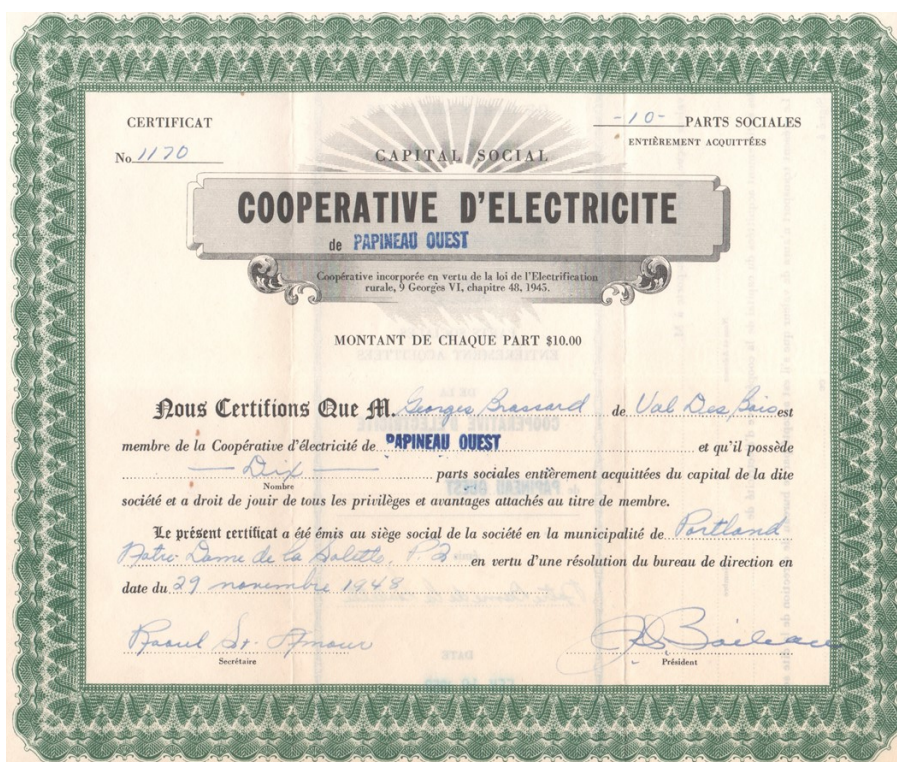 CERTIFICAT
No 1170
-10- PARTS SOCIALES
ENTIÈREMENT ACQUITTÉES
CAPITAL SOCIAL
COOPERATIVE D'ELECTRICITE
de PAPINEAU OUEST
Coopérative incorporée en vertu de la loi de l'Electrification
rurale, 9 Georges VI, chapitre 48, 1945.
MONTANT DE CHAQUE PART $10.00
Nous Certifions Que M. Georges Brassard de Val Des Bois est
membre de la Coopérative d'électricité de PAPINEAU OUEST et qu'il possède
— Dix — parts sociales entièrement acquittées du capital de la dite
Nombre
société et a droit de jouir de tous les privilèges et avantages attachés au titre de membre.
Le présent certificat a été émis au siège social de la société en la municipalité de Portland
Notre Dame de la Salette, P.Q. en vertu d'une résolution du bureau de direction en
date du 29 novembre 1948
Raoul St. Amour
Secrétaire
Boileau
Président